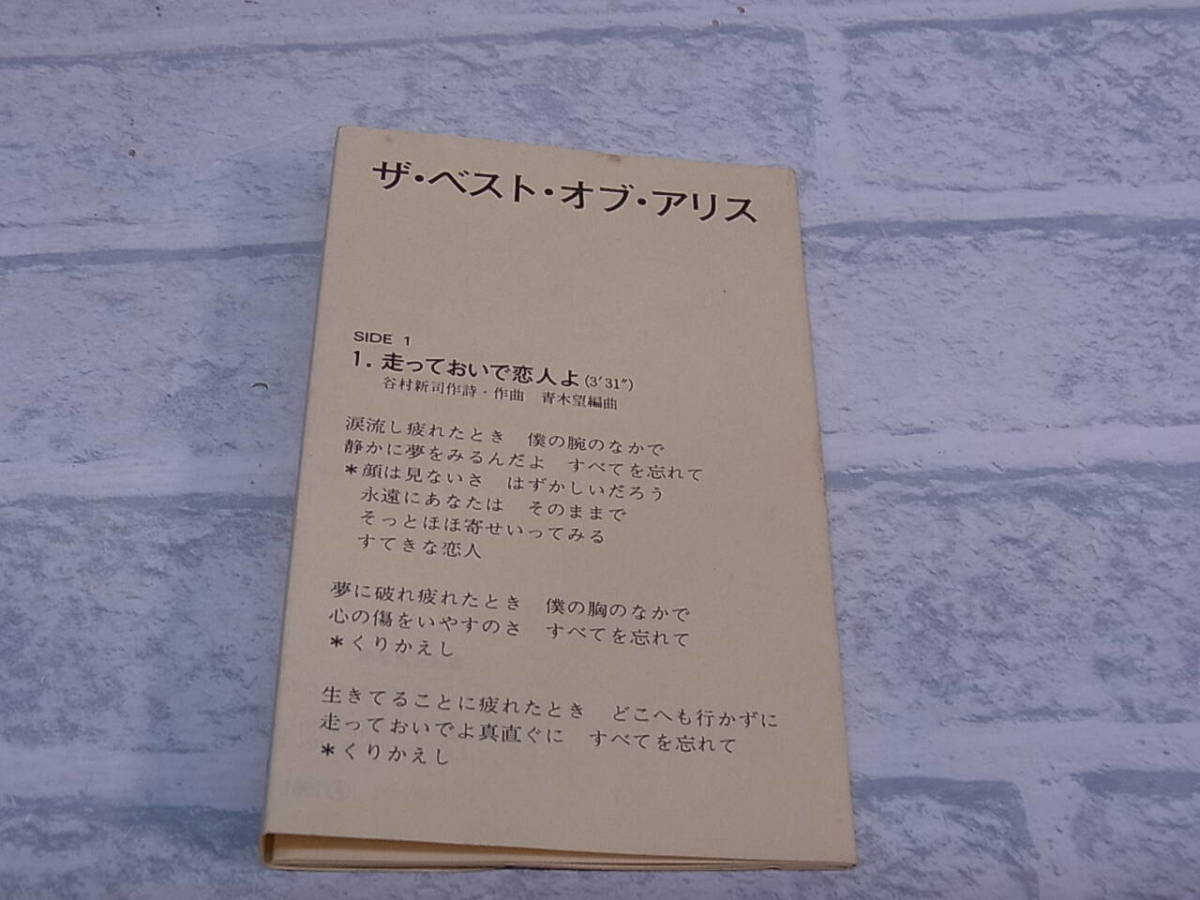 ザ・ベスト・オブ・アリス
SIDE 1
1. 走っておいで恋人よ(3′31″)
谷村新司作詩・作曲　青木望編曲
涙流し疲れたとき　僕の腕のなかで
静かに夢をみるんだよ　すべてを忘れて
*顔は見ないさ　はずかしいだろう
永遠にあなたは　そのままで
そっとほほ寄せいってみる
すてきな恋人
夢に破れ疲れたとき　僕の胸のなかで
心の傷をいやすのさ　すべてを忘れて
*くりかえし
生きてることに疲れたとき　どこへも行かずに
走っておいでよ真直ぐに　すべてを忘れて
*くりかえし